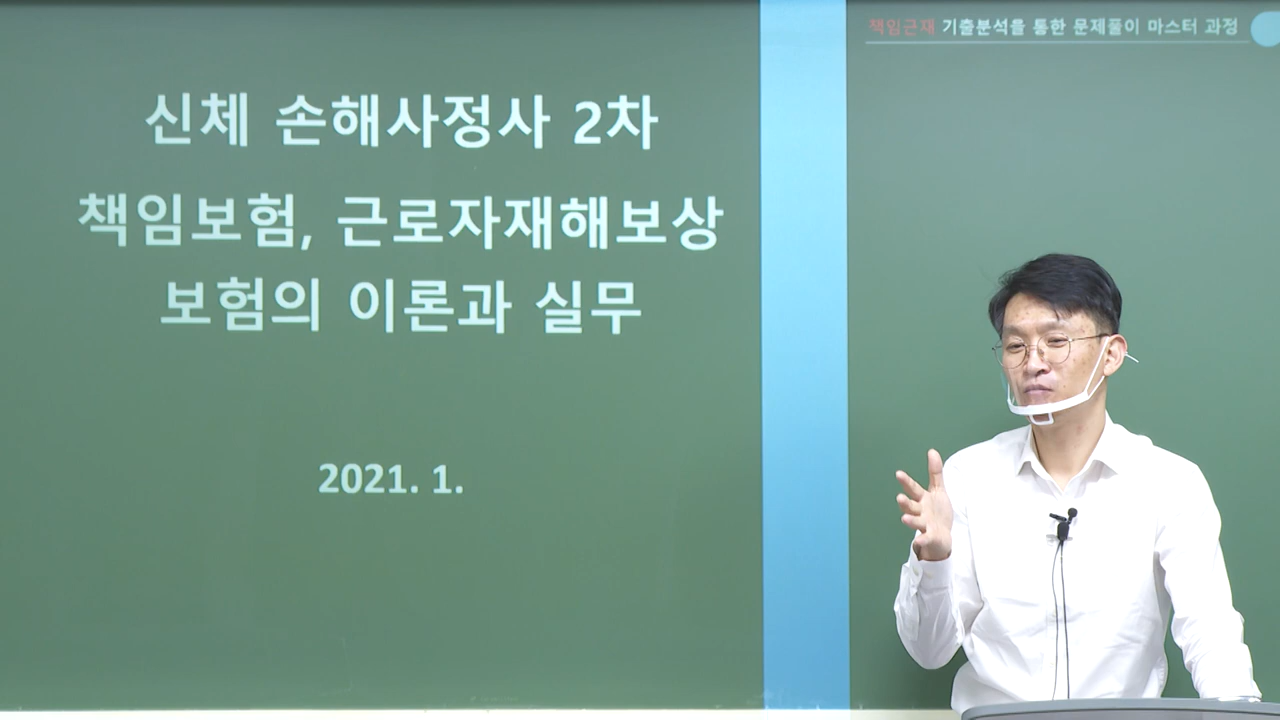 신체 손해사정사 2차
책임보험, 근로자재해보상
보험의 이론과 실무
2021. 1.
책임근재 기출분석을 통한 문제풀이 마스터 과정